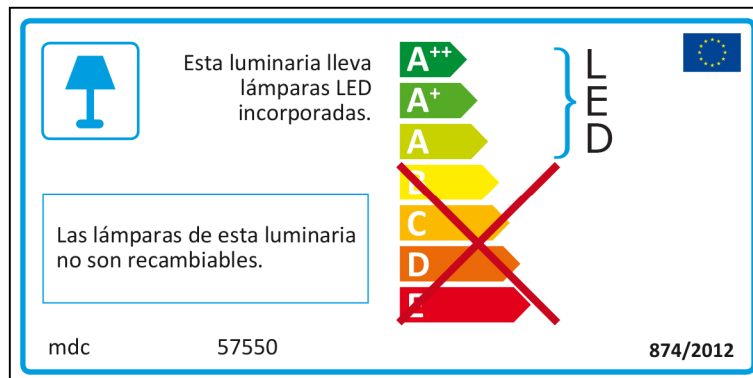 Esta luminaria lleva
lámparas LED
incorporadas.
A++
A+
A
B
C
D
E
L
E
D
Las lámparas de esta luminaria
no son recambiables.
mdc 57550
874/2012